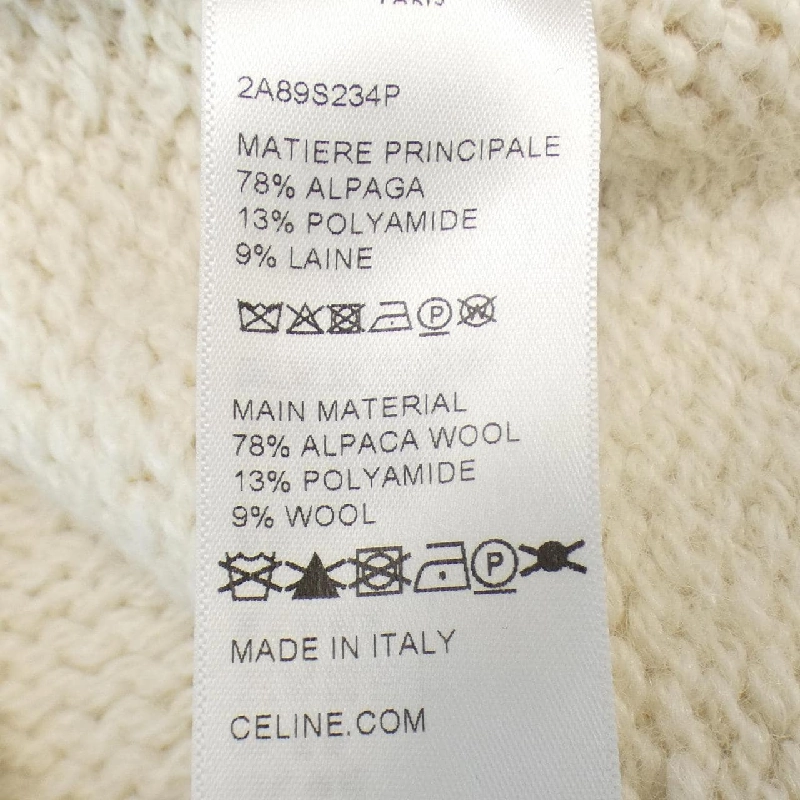 PARIS
2A89S234P
MATIERE PRINCIPALE
78% ALPAGA
13% POLYAMIDE
9% LAINE
P W
MAIN MATERIAL
78% ALPACA WOOL
13% POLYAMIDE
9% WOOL
P
MADE IN ITALY
CELINE.COM